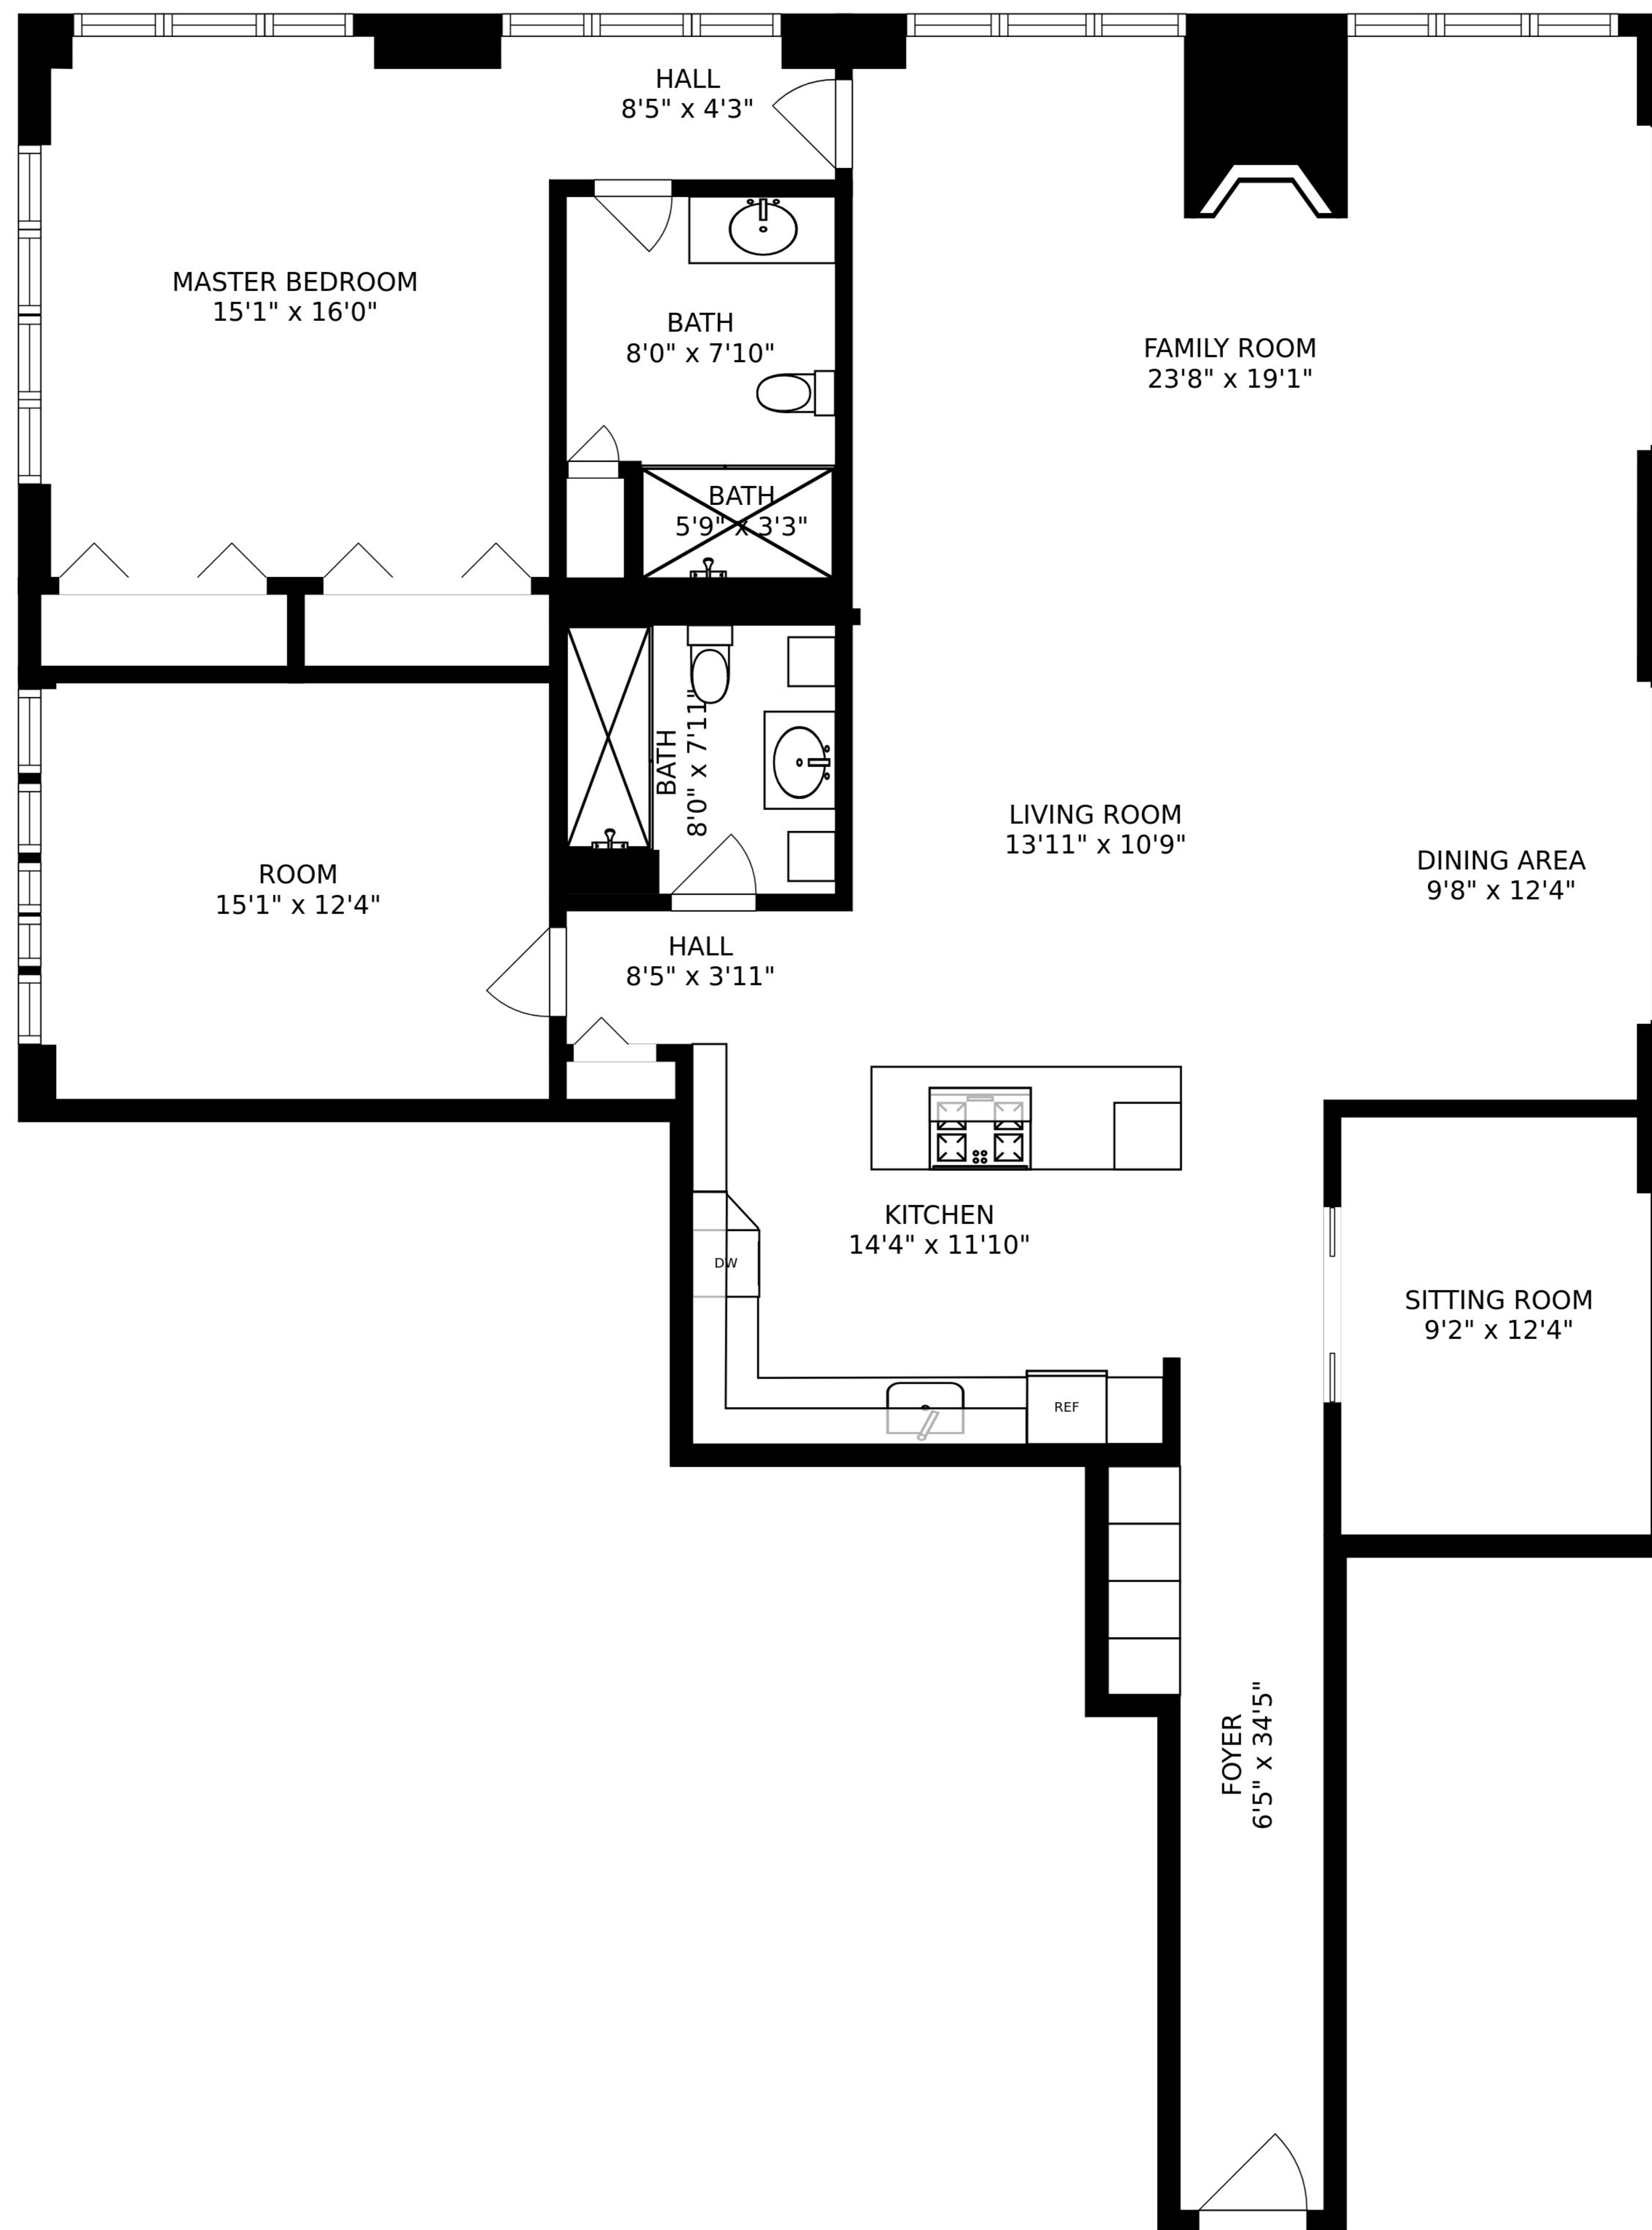 HALL
8'5" x 4'3"
MASTER BEDROOM
15'1" x 16'0"
BATH
8'0" x 7'10"
FAMILY ROOM
23'8" x 19'1"
BATH
5'9" x 3'3"
BATH
8'0" x 7'11"
LIVING ROOM
13'11" x 10'9"
DINING AREA
9'8" x 12'4"
ROOM
15'1" x 12'4"
HALL
8'5" x 3'11"
KITCHEN
14'4" x 11'10"
DW
SITTING ROOM
9'2" x 12'4"
REF
FOYER
6'5" x 34'5"